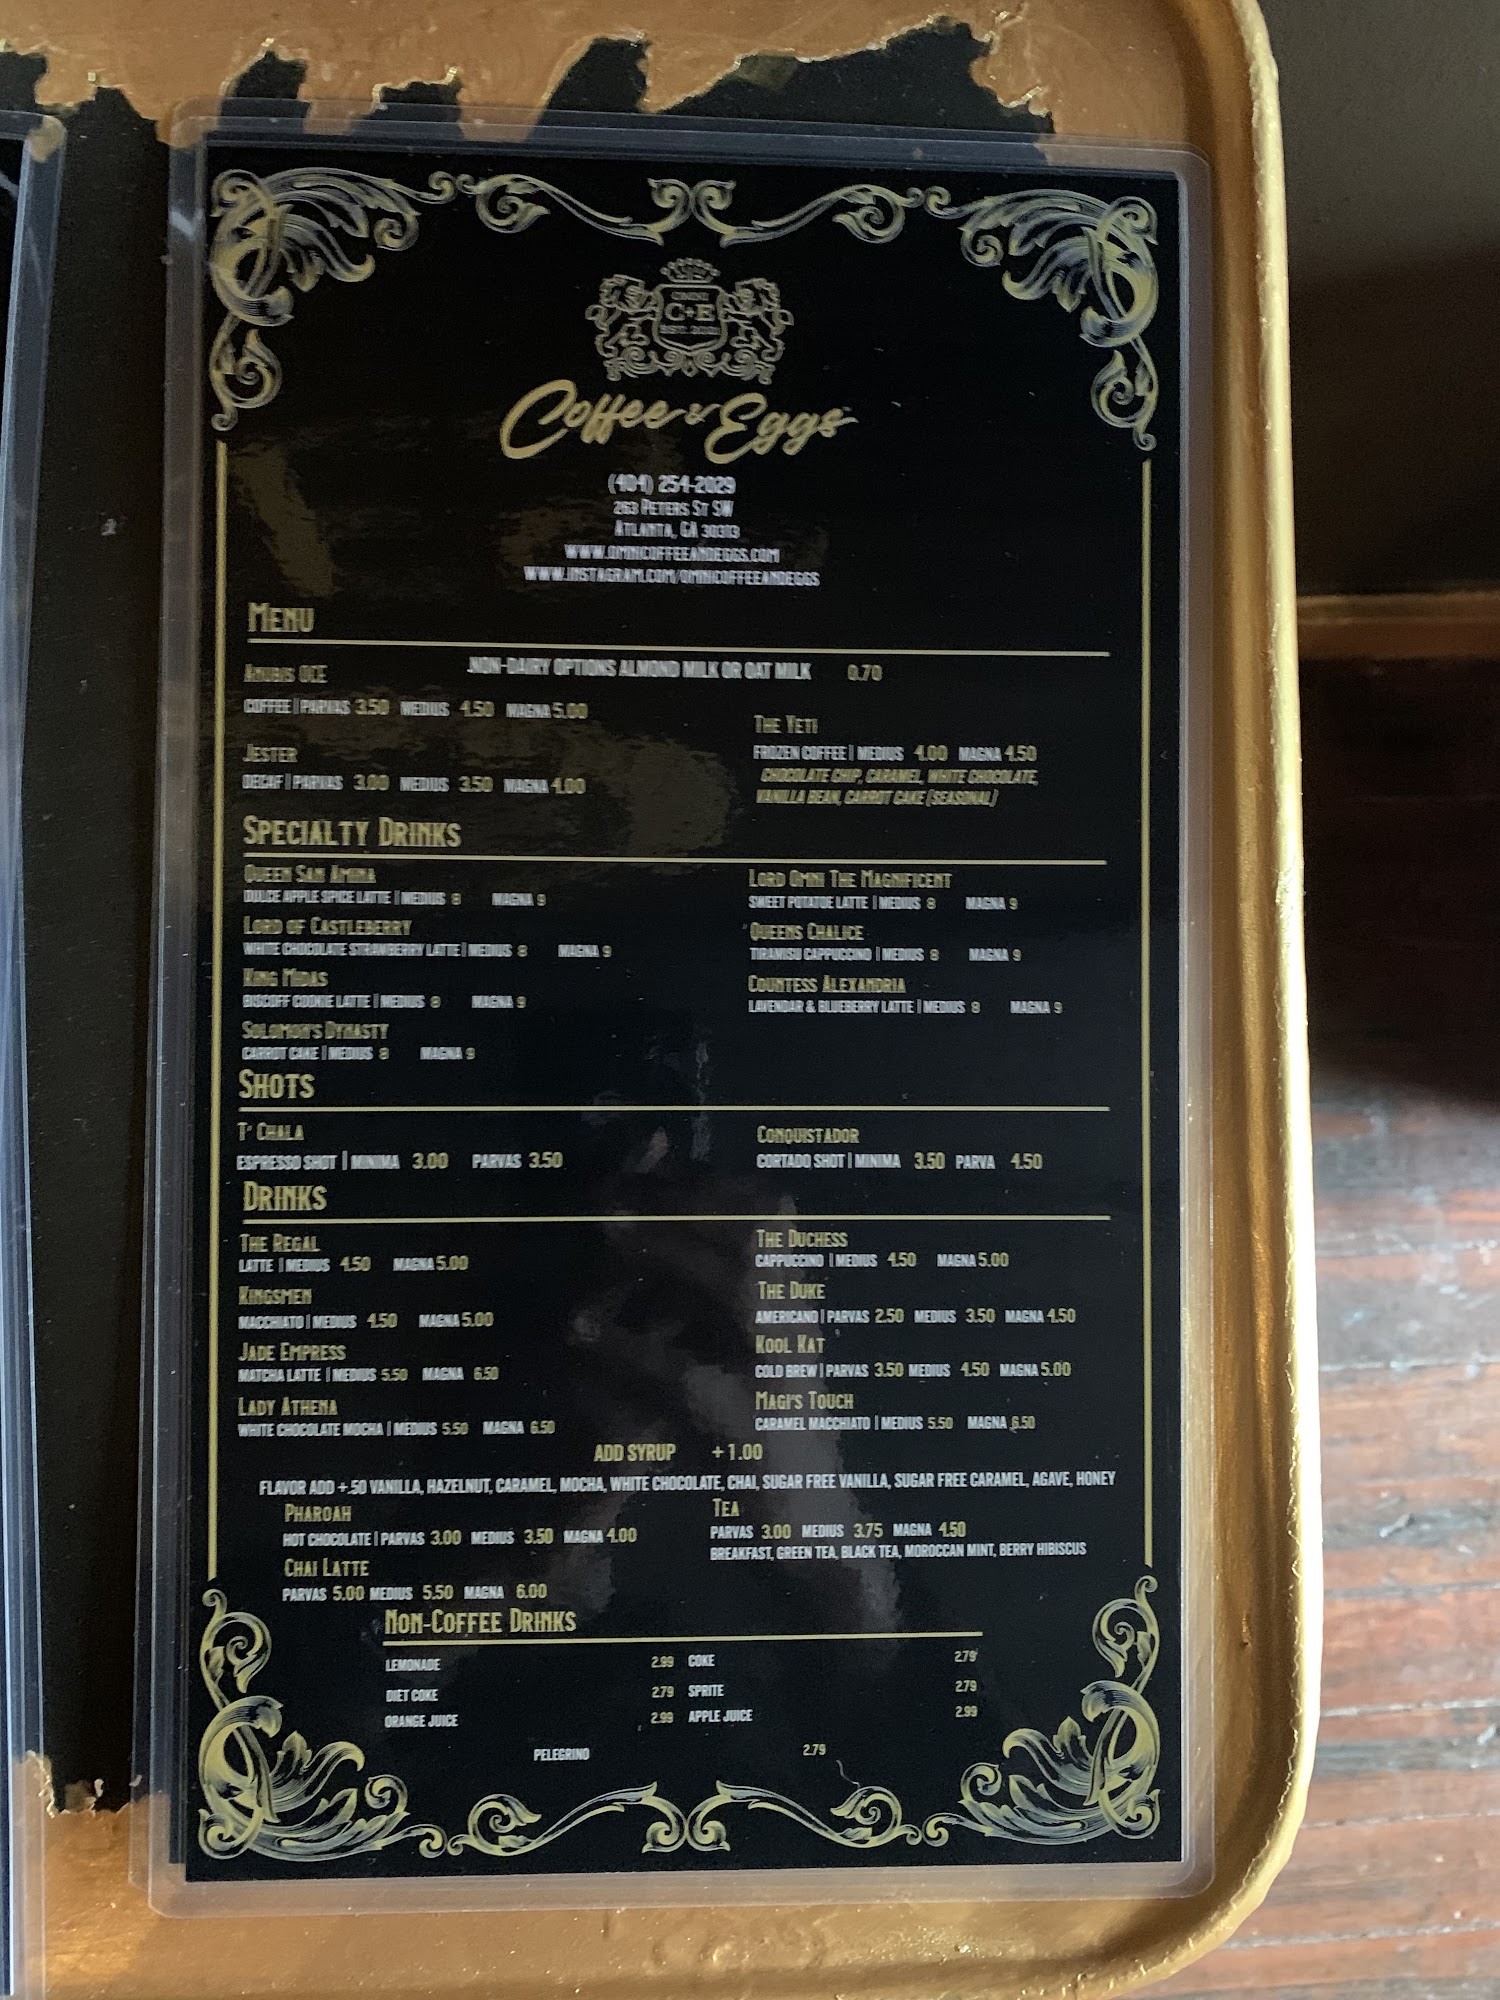 OMNI
C+E
EST. 2021
Coffee & Eggs
(404) 254-2029
263 Peters St SW
Atlanta, GA 30313
www.omnicoffeeandeggs.com
www.instagram.com/omnicoffeeandeggs
Menu
Anubis OCE
.NON-DAIRY OPTIONS ALMOND MILK OR OAT MILK 0.70
COFFEE | PARVAS 3.50 MEDIUS 4.50 MAGNA 5.00
Jester
DECAF | PARVAS 3.00 MEDIUS 3.50 MAGNA 4.00
The Yeti
FROZEN COFFEE | MEDIUS 4.00 MAGNA 4.50
CHOCOLATE CHIP, CARAMEL, WHITE CHOCOLATE,
VANILLA BEAN, CARROT CAKE (SEASONAL)
Specialty Drinks
Queen San Amina
DULCE APPLE SPICE LATTE | MEDIUS 8 MAGNA 9
Lord of Castleberry
WHITE CHOCOLATE STRAWBERRY LATTE | MEDIUS 8 MAGNA 9
King Midas
BISCOFF COOKIE LATTE | MEDIUS 8 MAGNA 9
Solomon's Dynasty
CARROT CAKE | MEDIUS 8 MAGNA 9
Lord Omni The Magnificent
SWEET POTATOE LATTE | MEDIUS 8 MAGNA 9
Queens Chalice
TIRAMISU CAPPUCCINO | MEDIUS 8 MAGNA 9
Countess Alexandria
LAVENDAR & BLUEBERRY LATTE | MEDIUS 8 MAGNA 9
Shots
T' Chala
ESPRESSO SHOT | MINIMA 3.00 PARVAS 3.50
Conquistador
CORTADO SHOT | MINIMA 3.50 PARVA 4.50
Drinks
The Regal
LATTE | MEDIUS 4.50 MAGNA 5.00
Kingsmen
MACCHIATO | MEDIUS 4.50 MAGNA 5.00
Jade Empress
MATCHA LATTE | MEDIUS 5.50 MAGNA 6.50
Lady Athena
WHITE CHOCOLATE MOCHA | MEDIUS 5.50 MAGNA 6.50
The Duchess
CAPPUCCINO | MEDIUS 4.50 MAGNA 5.00
The Duke
AMERICANO | PARVAS 2.50 MEDIUS 3.50 MAGNA 4.50
Kool Kat
COLD BREW | PARVAS 3.50 MEDIUS 4.50 MAGNA 5.00
Magi's Touch
CARAMEL MACCHIATO | MEDIUS 5.50 MAGNA 6.50
ADD SYRUP +1.00
FLAVOR ADD +.50 VANILLA, HAZELNUT, CARAMEL, MOCHA, WHITE CHOCOLATE, CHAI, SUGAR FREE VANILLA, SUGAR FREE CARAMEL, AGAVE, HONEY
Pharoah
HOT CHOCOLATE | PARVAS 3.00 MEDIUS 3.50 MAGNA 4.00
Chai Latte
PARVAS 5.00 MEDIUS 5.50 MAGNA 6.00
Tea
PARVAS 3.00 MEDIUS 3.75 MAGNA 4.50
BREAKFAST, GREEN TEA, BLACK TEA, MOROCCAN MINT, BERRY HIBISCUS
Non-Coffee Drinks
LEMONADE 2.99 COKE 2.79
DIET COKE 2.79 SPRITE 2.79
ORANGE JUICE 2.99 APPLE JUICE 2.99
PELEGRINO 2.79